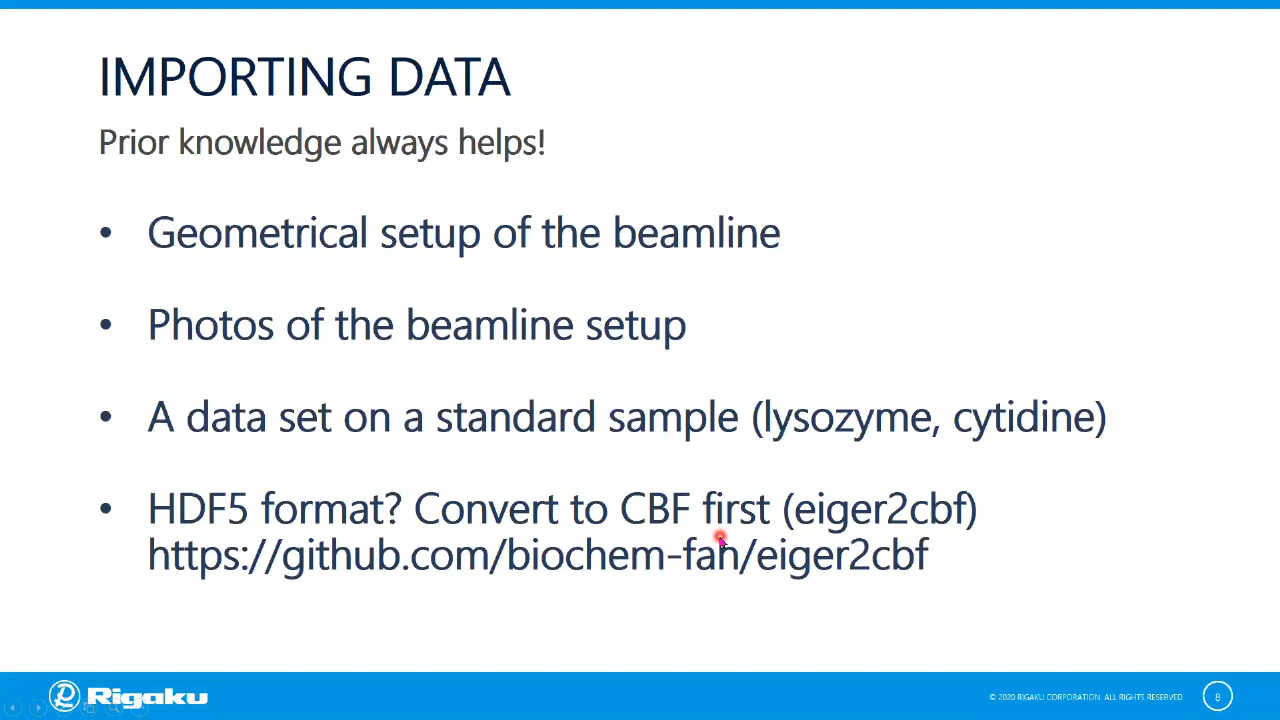 IMPORTING DATA
Prior knowledge always helps!
• Geometrical setup of the beamline
• Photos of the beamline setup
• A data set on a standard sample (lysozyme, cytidine)
• HDF5 format? Convert to CBF first (eiger2cbf)
https://github.com/biochem-fan/eiger2cbf
Rigaku
© 2020 RIGAKU CORPORATION. ALL RIGHTS RESERVED
8